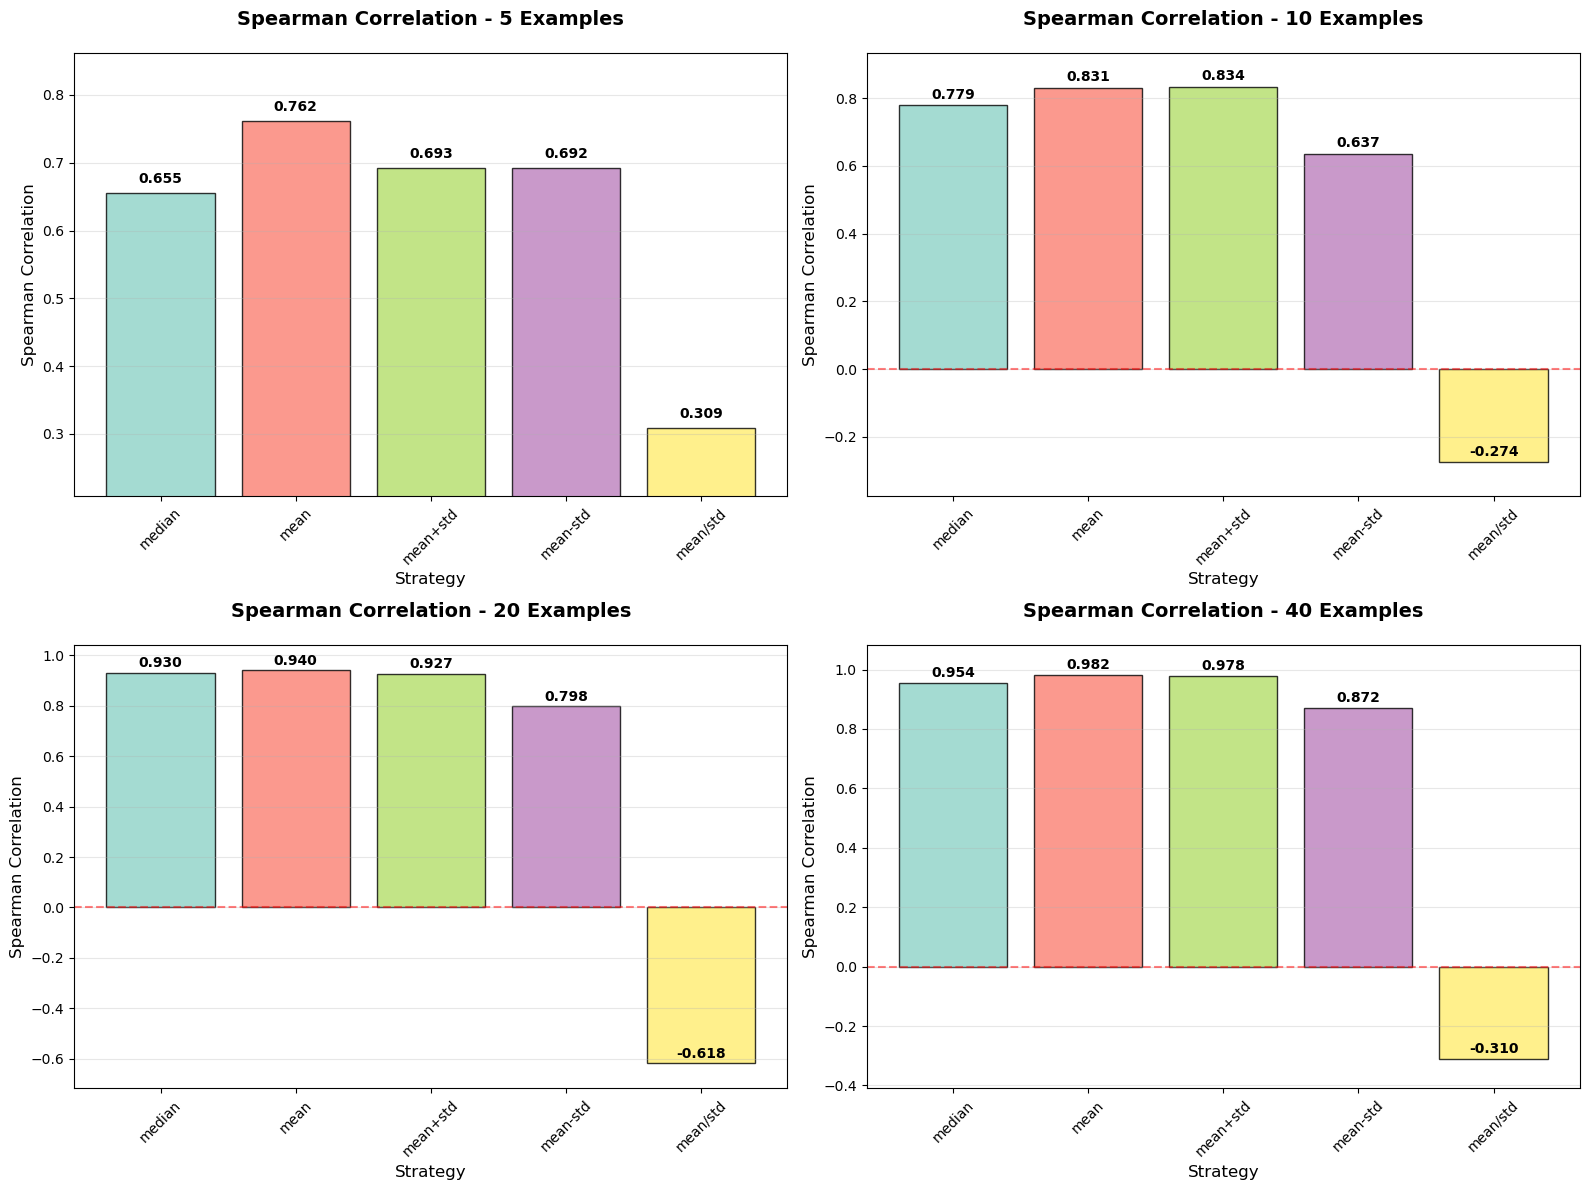 Spearman Correlation - 5 Examples
Spearman Correlation
0.8
0.7
0.6
0.5
0.4
0.3
0.655
0.762
0.693
0.692
0.309
median
mean
mean+std
mean-std
mean/std
Strategy
Spearman Correlation - 10 Examples
Spearman Correlation
0.8
0.6
0.4
0.2
0.0
−0.2
0.779
0.831
0.834
0.637
-0.274
median
mean
mean+std
mean-std
mean/std
Strategy
Spearman Correlation - 20 Examples
Spearman Correlation
1.0
0.8
0.6
0.4
0.2
0.0
−0.2
−0.4
−0.6
0.930
0.940
0.927
0.798
-0.618
median
mean
mean+std
mean-std
mean/std
Strategy
Spearman Correlation - 40 Examples
Spearman Correlation
1.0
0.8
0.6
0.4
0.2
0.0
−0.2
−0.4
0.954
0.982
0.978
0.872
-0.310
median
mean
mean+std
mean-std
mean/std
Strategy